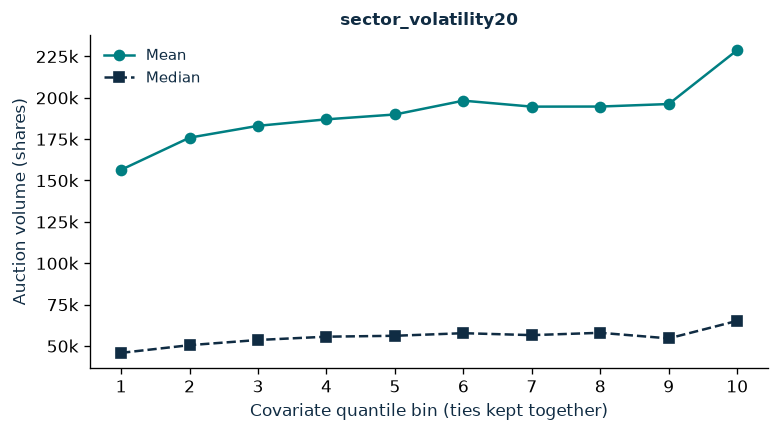 sector_volatility20
Mean
Median
Auction volume (shares)
225k
200k
175k
150k
125k
100k
75k
50k
1 2 3 4 5 6 7 8 9 10
Covariate quantile bin (ties kept together)